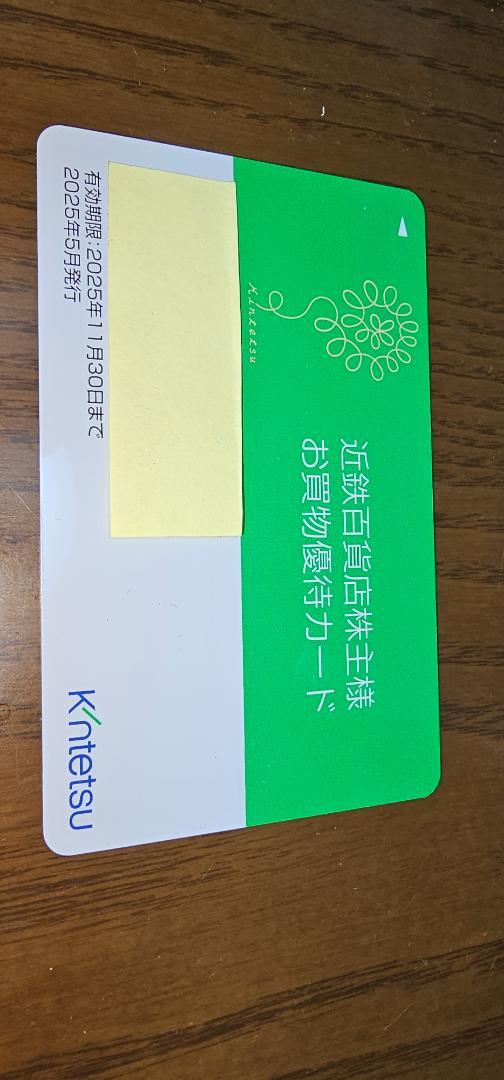 Kintetsu
近鉄百貨店株主様
お買物優待カード
有効期限:2025年11月30日まで
2025年5月発行
Kintetsu